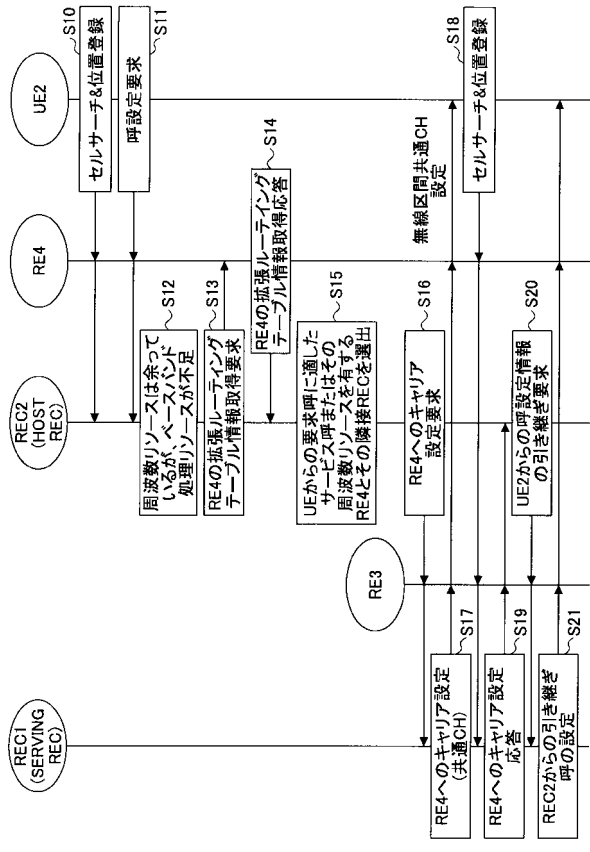 REC1
(SERVING
REC)
RE3
REC2
(HOST
REC)
RE4
UE2
セルサーチ&位置登録
S10
呼設定要求
S11
周波数リソースは余って
いるが、ベースバンド
処理リソースが不足
S12
RE4の拡張ルーティング
テーブル情報取得要求
S13
RE4の拡張ルーティング
テーブル情報取得応答
S14
UEからの要求呼に適した
サービス呼またはその
周波数リソースを有する
RE4とその隣接RECを選出
S15
RE4へのキャリア
設定要求
S16
RE4へのキャリア設定
(共通CH)
S17
無線区間共通CH
設定
セルサーチ&位置登録
S18
RE4へのキャリア設定
応答
S19
UE2からの呼設定情報
の引き継ぎ要求
S20
REC2からの引き継ぎ
呼の設定
S21